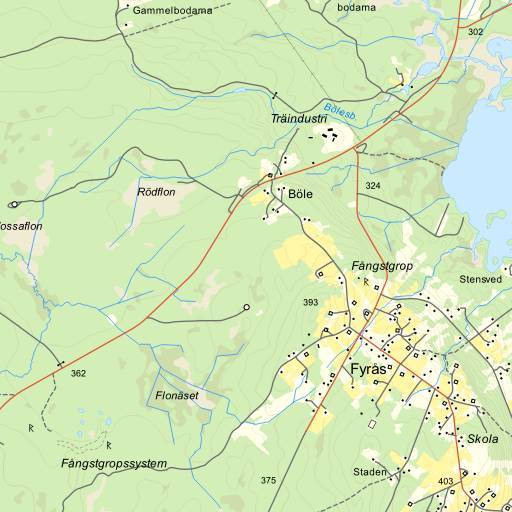 Gammelbodarna
bodarna
302
Bölesb.
Träindustri
Rödflon
Böle
324
ossaflon
Fångstgrop
Stensved
393
Fyrås
362
Flonäset
Skola
Fångstgropssystem
Staden
375
403